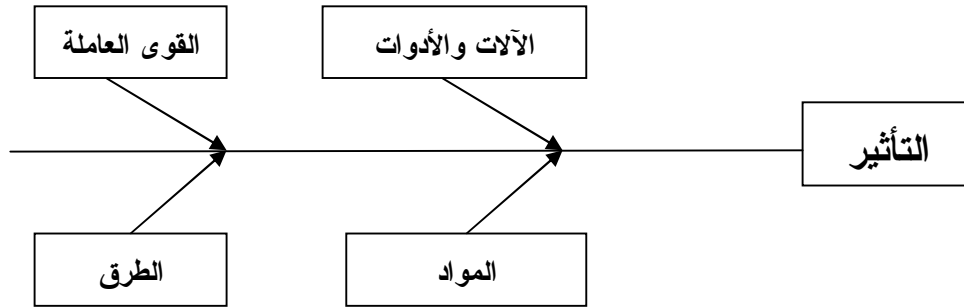 القوى العاملة
الآلات والأدوات
التأثير
الطرق
المواد